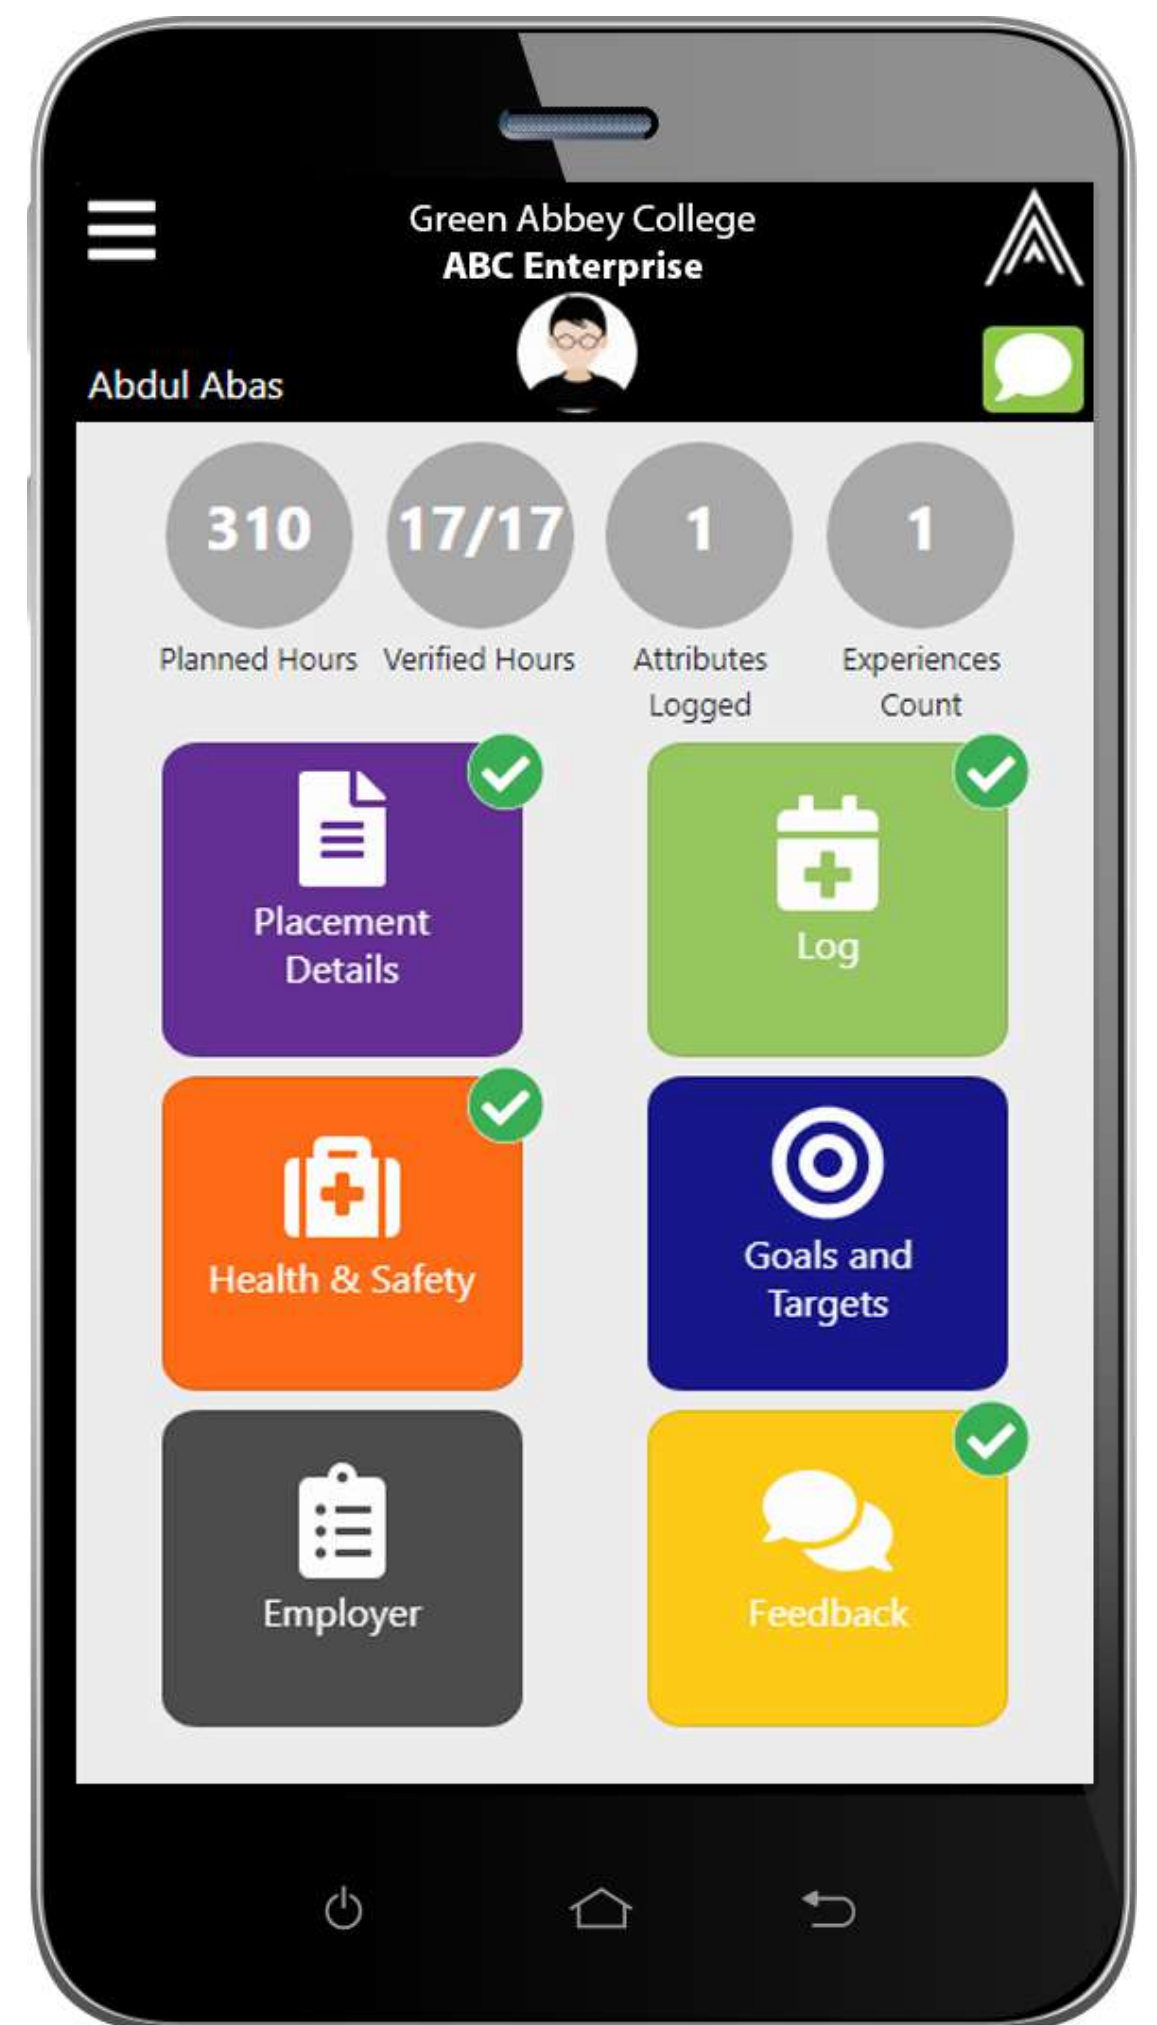 Green Abbey College
ABC Enterprise
Abdul Abas
310
17/17
1
1
Planned Hours
Verified Hours
Attributes
Logged
Experiences
Count
Placement
Details
Log
Health & Safety
Goals and
Targets
Employer
Feedback